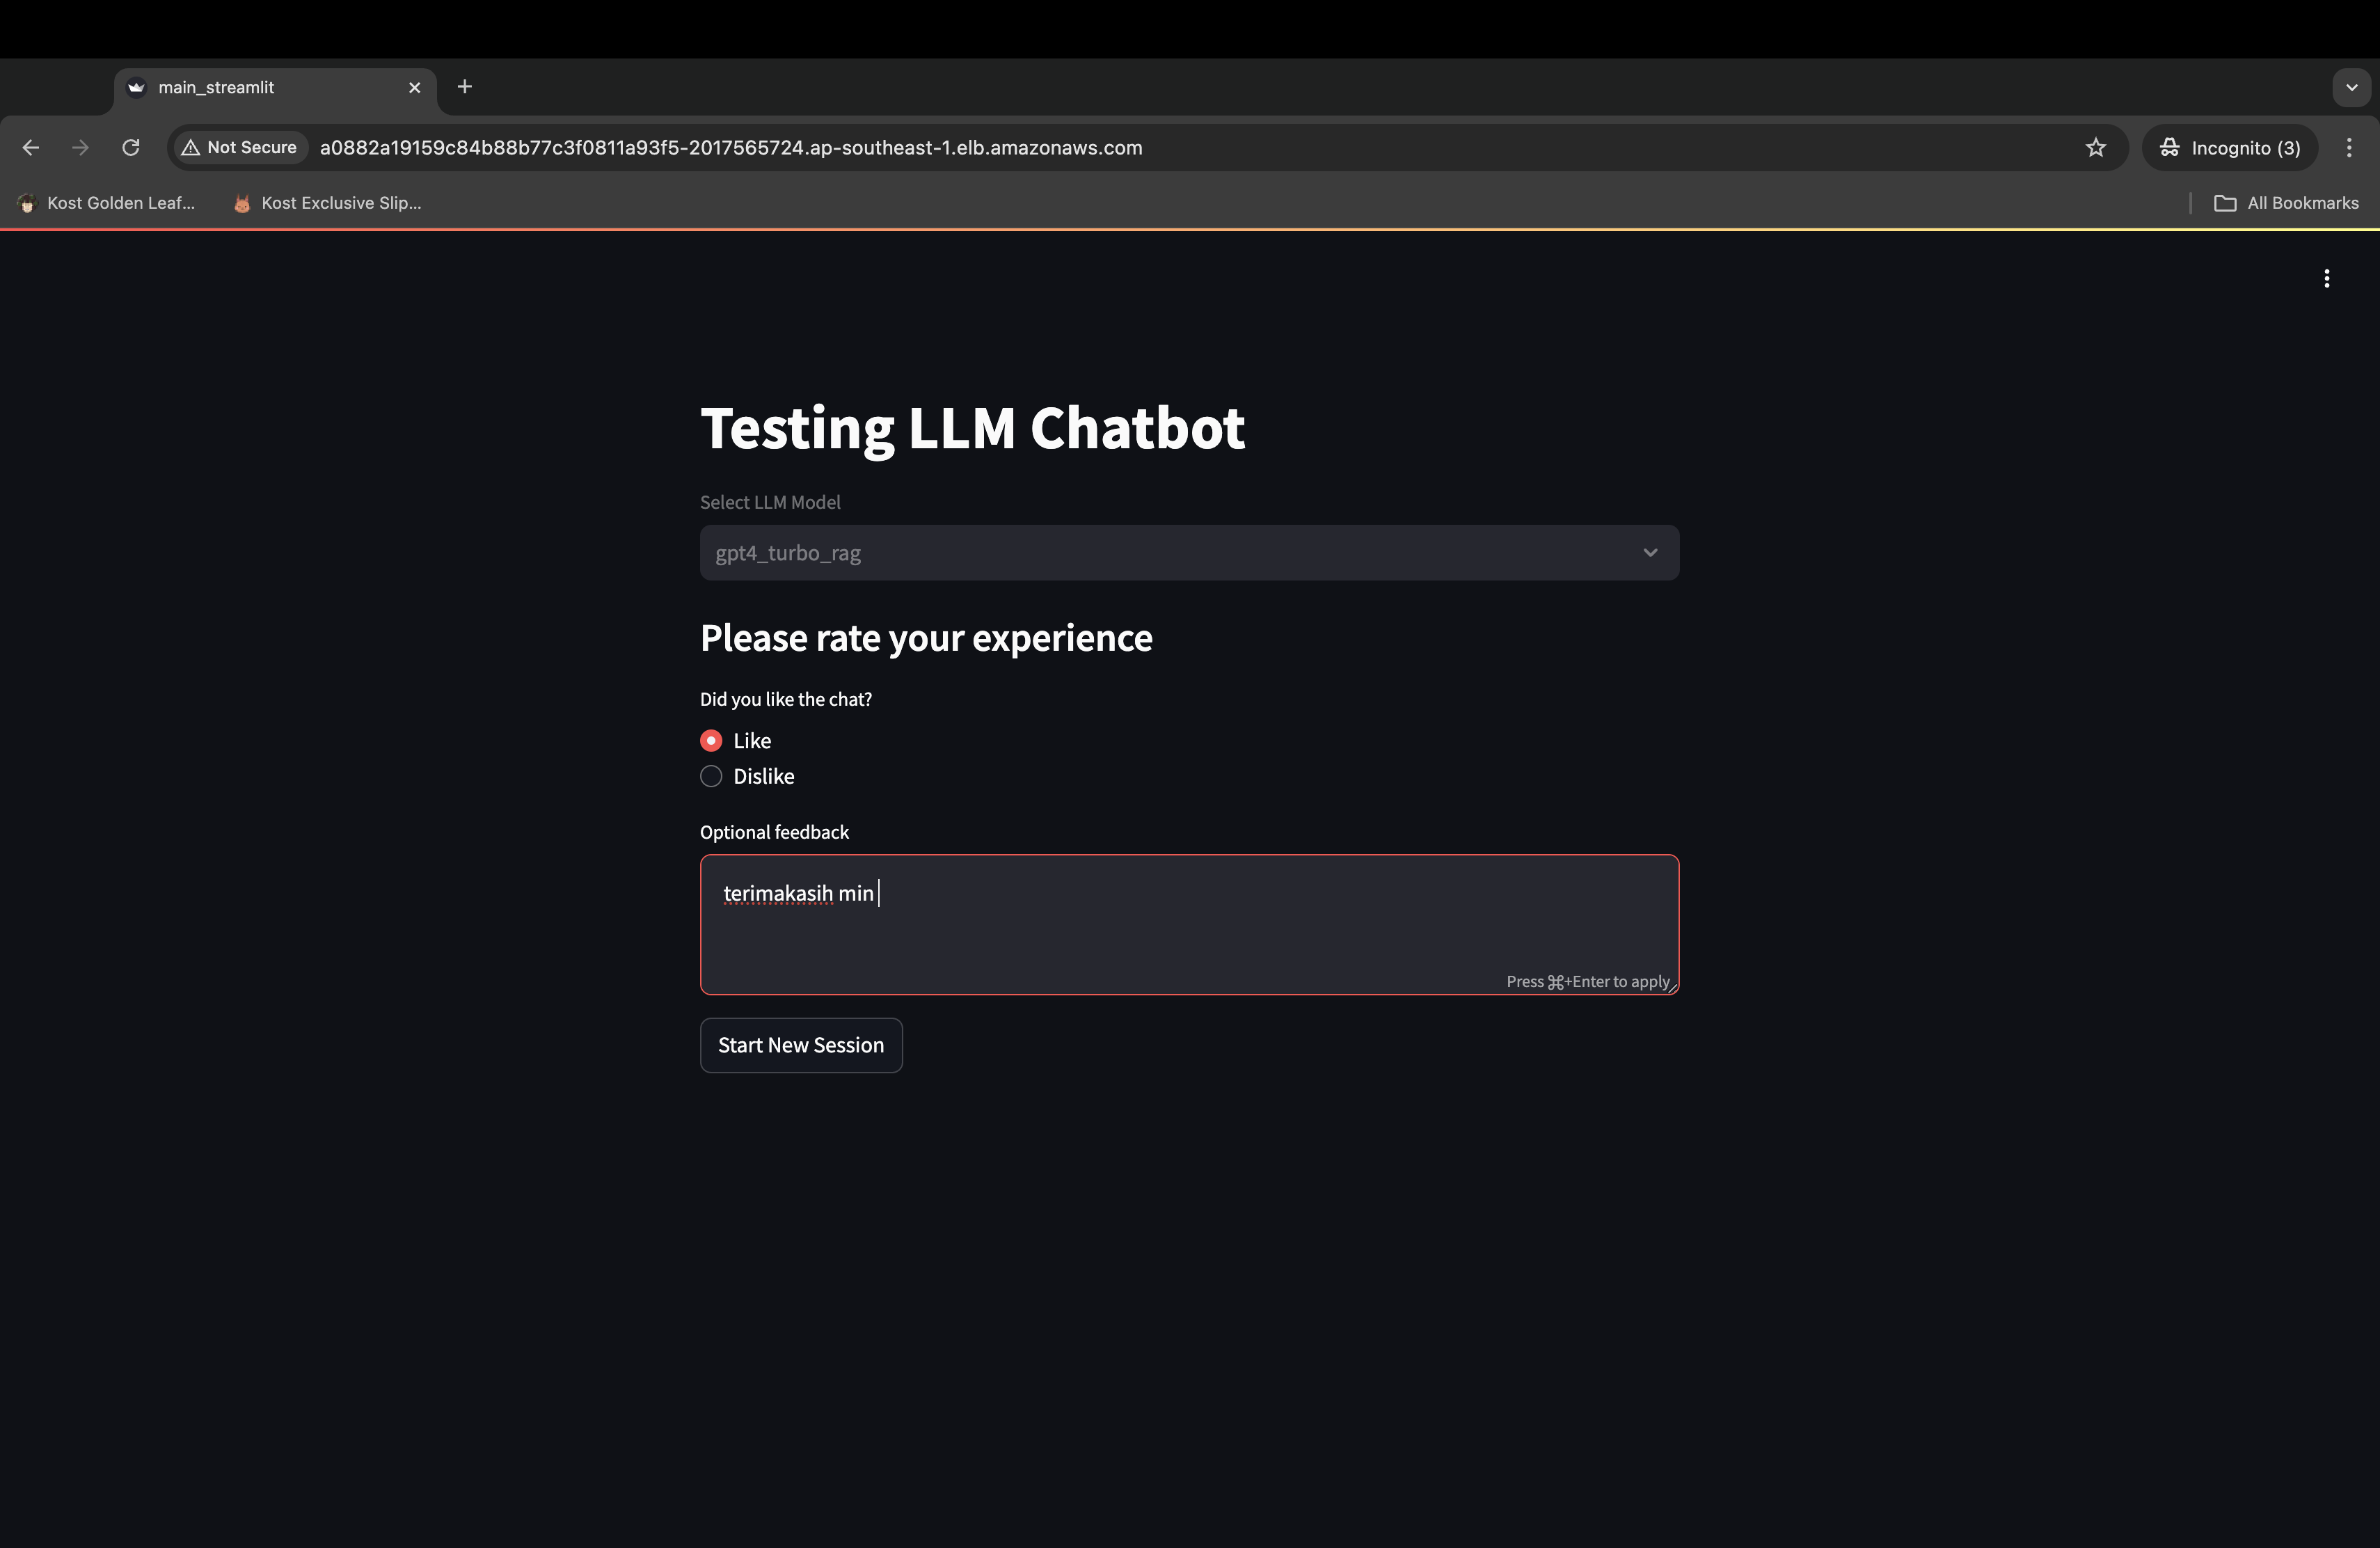 main_streamlit
Not Secure
a0882a19159c84b88b77c3f0811a93f5-2017565724.ap-southeast-1.elb.amazonaws.com
Incognito (3)
Kost Golden Leaf...
Kost Exclusive Slip...
All Bookmarks
Testing LLM Chatbot
Select LLM Model
gpt4_turbo_rag
Please rate your experience
Did you like the chat?
Like
Dislike
Optional feedback
terimakasih min
Press ⌘+Enter to apply
Start New Session